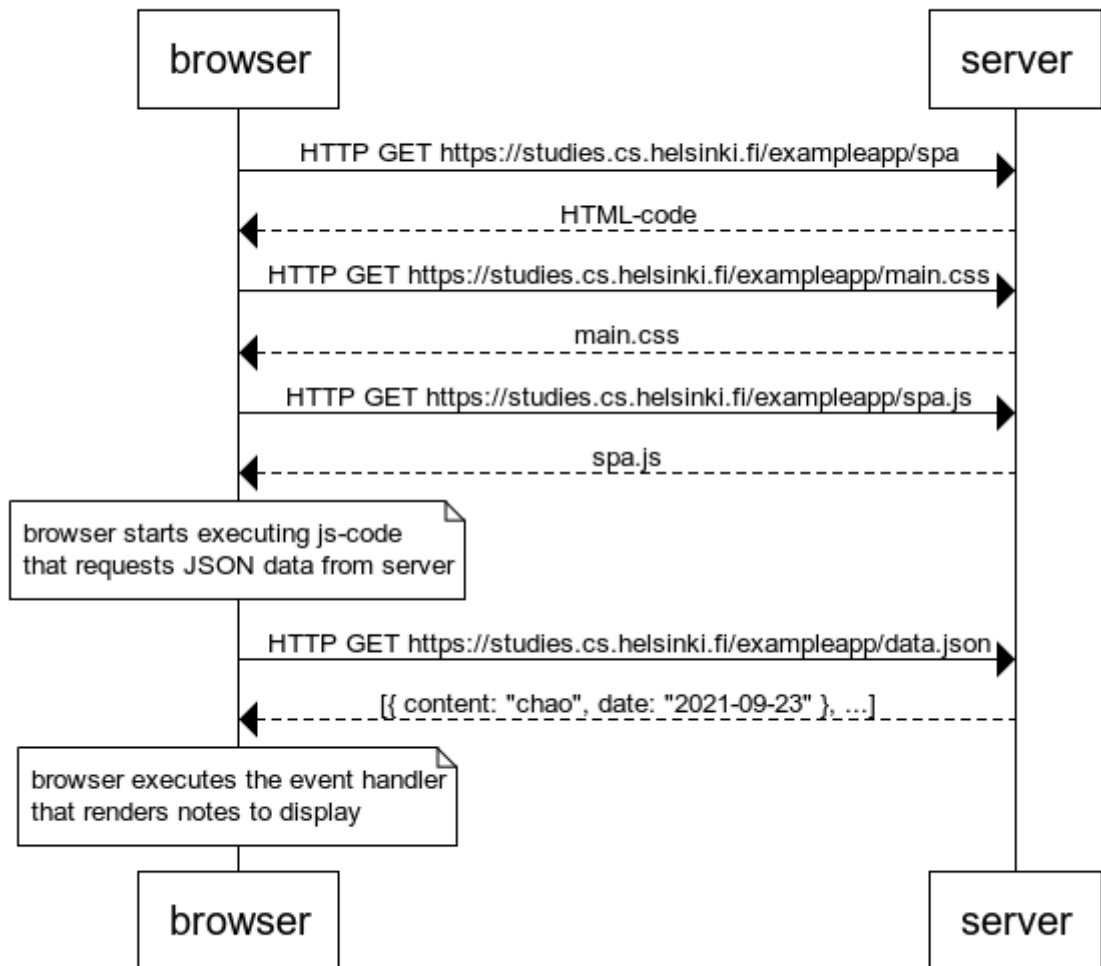 browser
server
HTTP GET https://studies.cs.helsinki.fi/exampleapp/spa
HTML-code
HTTP GET https://studies.cs.helsinki.fi/exampleapp/main.css
main.css
HTTP GET https://studies.cs.helsinki.fi/exampleapp/spa.js
spa.js
browser starts executing js-code
that requests JSON data from server
HTTP GET https://studies.cs.helsinki.fi/exampleapp/data.json
[{ content: "chao", date: "2021-09-23" }, ...]
browser executes the event handler
that renders notes to display
browser
server